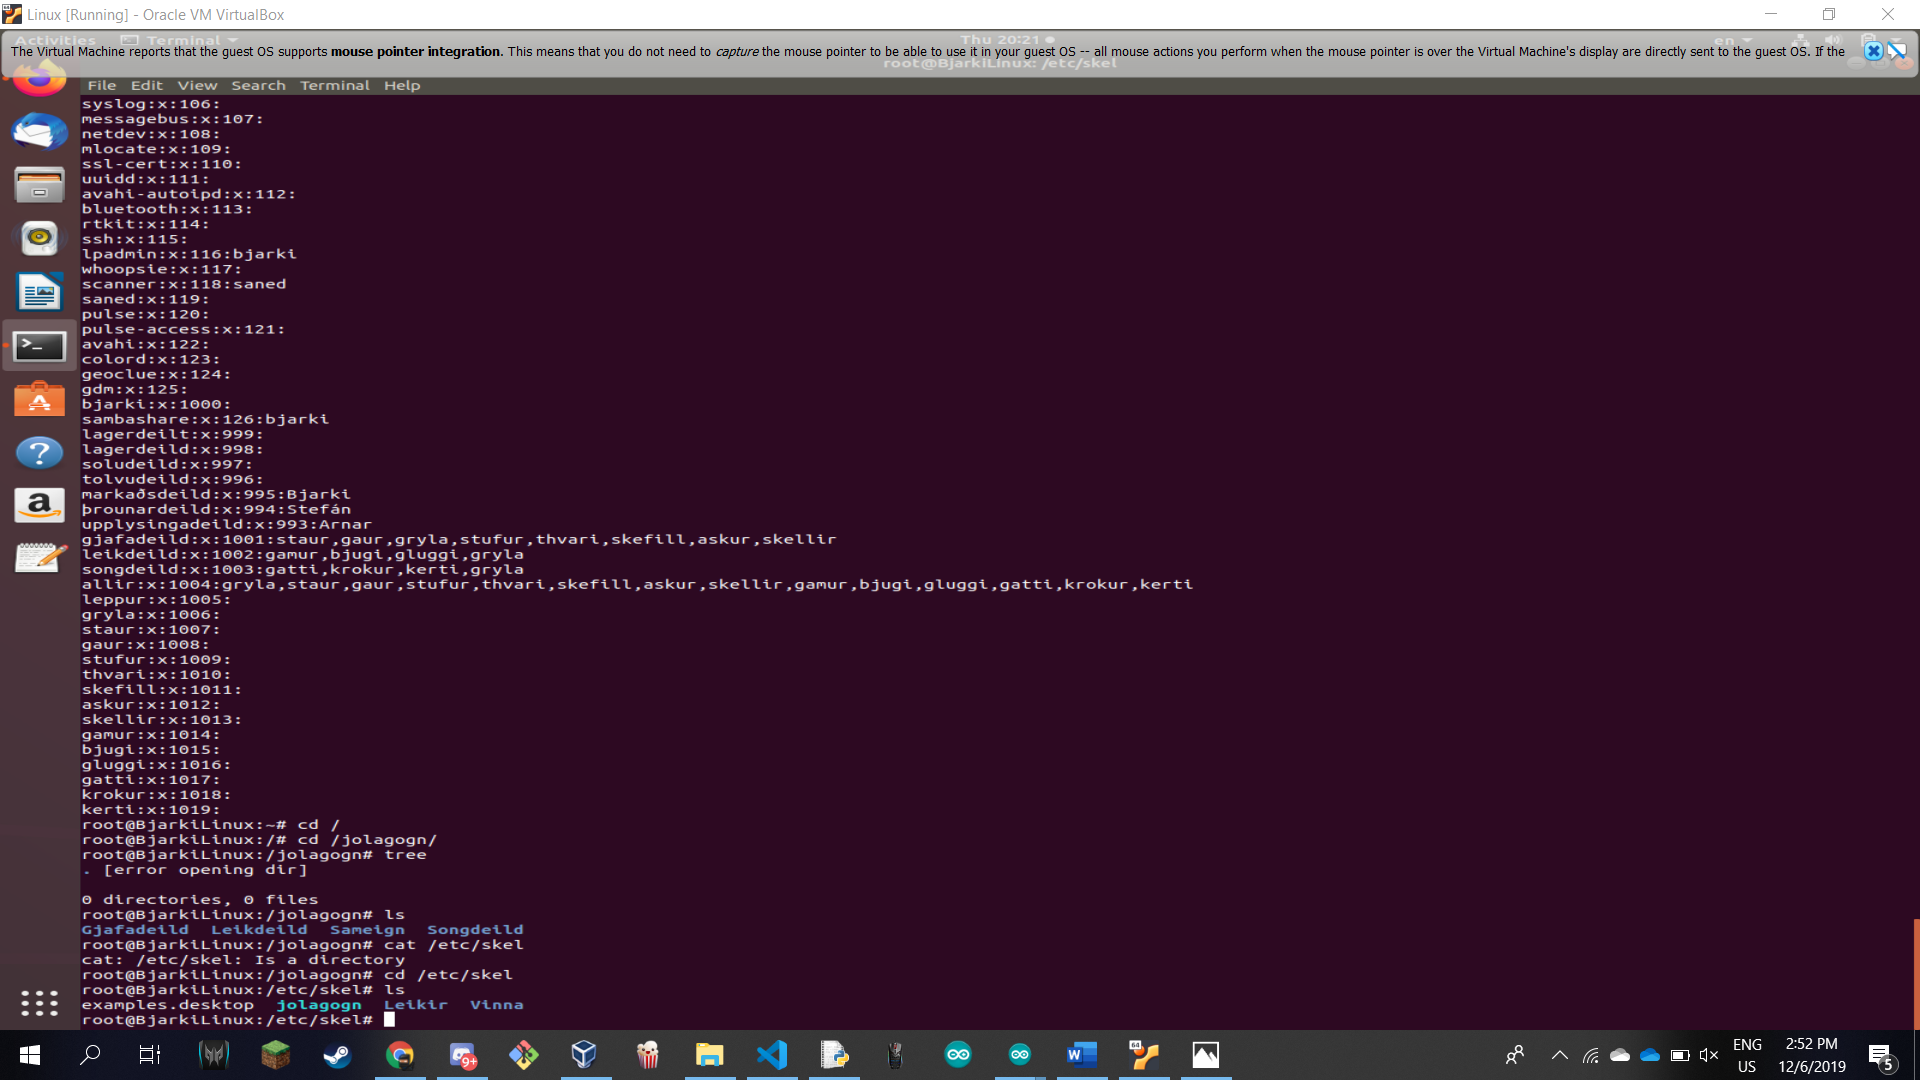 Linux [Running] - Oracle VM VirtualBox
Activities Terminal Thu 20:21 en
The Virtual Machine reports that the guest OS supports mouse pointer integration. This means that you do not need to capture the mouse pointer to be able to use it in your guest OS -- all mouse actions you perform when the mouse pointer is over the Virtual Machine's display are directly sent to the guest OS. If the
root@BjarkiLinux: /etc/skel
File Edit View Search Terminal Help
syslog:x:106:
messagebus:x:107:
netdev:x:108:
mlocate:x:109:
ssl-cert:x:110:
uuidd:x:111:
avahi-autoipd:x:112:
bluetooth:x:113:
rtkit:x:114:
ssh:x:115:
lpadmin:x:116:bjarki
whoopsie:x:117:
scanner:x:118:saned
saned:x:119:
pulse:x:120:
pulse-access:x:121:
avahi:x:122:
colord:x:123:
geoclue:x:124:
gdm:x:125:
bjarki:x:1000:
sambashare:x:126:bjarki
lagerdeilt:x:999:
lagerdeild:x:998:
soludeild:x:997:
tolvudeild:x:996:
markaðsdeild:x:995:Bjarki
þrounardeild:x:994:Stefán
upplysingadeild:x:993:Arnar
gjafadeild:x:1001:staur,gaur,gryla,stufur,thvari,skefill,askur,skellir
leikdeild:x:1002:gamur,bjugi,gluggi,gryla
songdeild:x:1003:gatti,krokur,kerti,gryla
allir:x:1004:gryla,staur,gaur,stufur,thvari,skefill,askur,skellir,gamur,bjugi,gluggi,gatti,krokur,kerti
leppur:x:1005:
gryla:x:1006:
staur:x:1007:
gaur:x:1008:
stufur:x:1009:
thvari:x:1010:
skefill:x:1011:
askur:x:1012:
skellir:x:1013:
gamur:x:1014:
bjugi:x:1015:
gluggi:x:1016:
gatti:x:1017:
krokur:x:1018:
kerti:x:1019:
root@BjarkiLinux:~# cd /
root@BjarkiLinux:/# cd /jolagogn/
root@BjarkiLinux:/jolagogn# tree
. [error opening dir]
0 directories, 0 files
root@BjarkiLinux:/jolagogn# ls
Gjafadeild Leikdeild Sameign Songdeild
root@BjarkiLinux:/jolagogn# cat /etc/skel
cat: /etc/skel: Is a directory
root@BjarkiLinux:/jolagogn# cd /etc/skel
root@BjarkiLinux:/etc/skel# ls
examples.desktop jolagogn Leikir Vinna
root@BjarkiLinux:/etc/skel#
ENG
US
2:52 PM
12/6/2019
5
9+